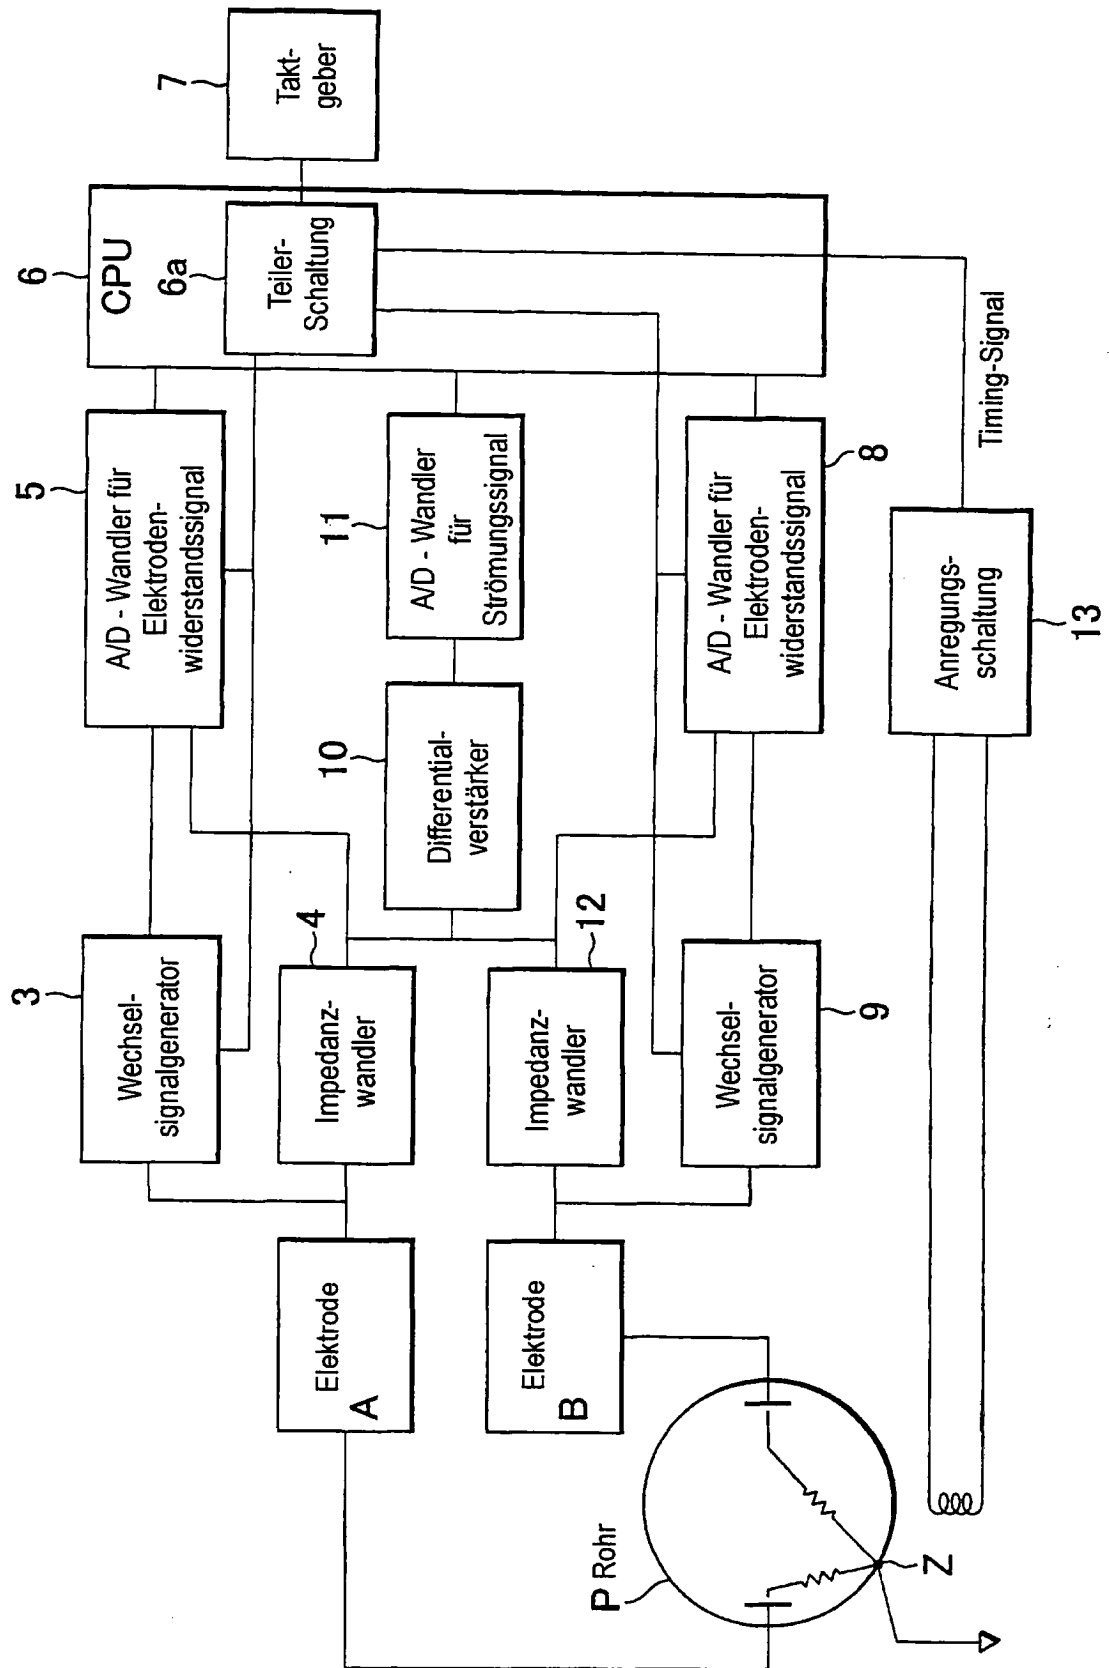 7
Takt-
geber
6
CPU
6a
Teiler-
Schaltung
5
A/D - Wandler für
Elektroden-
widerstandssignal
11
A/D - Wandler
für
Strömungssignal
8
A/D - Wandler für
Elektroden-
widerstandssignal
Timing-Signal
10
Differential-
verstärker
13
Anregungs-
schaltung
3
Wechsel-
signalgenerator
4
Impedanz-
wandler
12
Impedanz-
wandler
9
Wechsel-
signalgenerator
Elektrode
A
Elektrode
B
P Rohr
Z